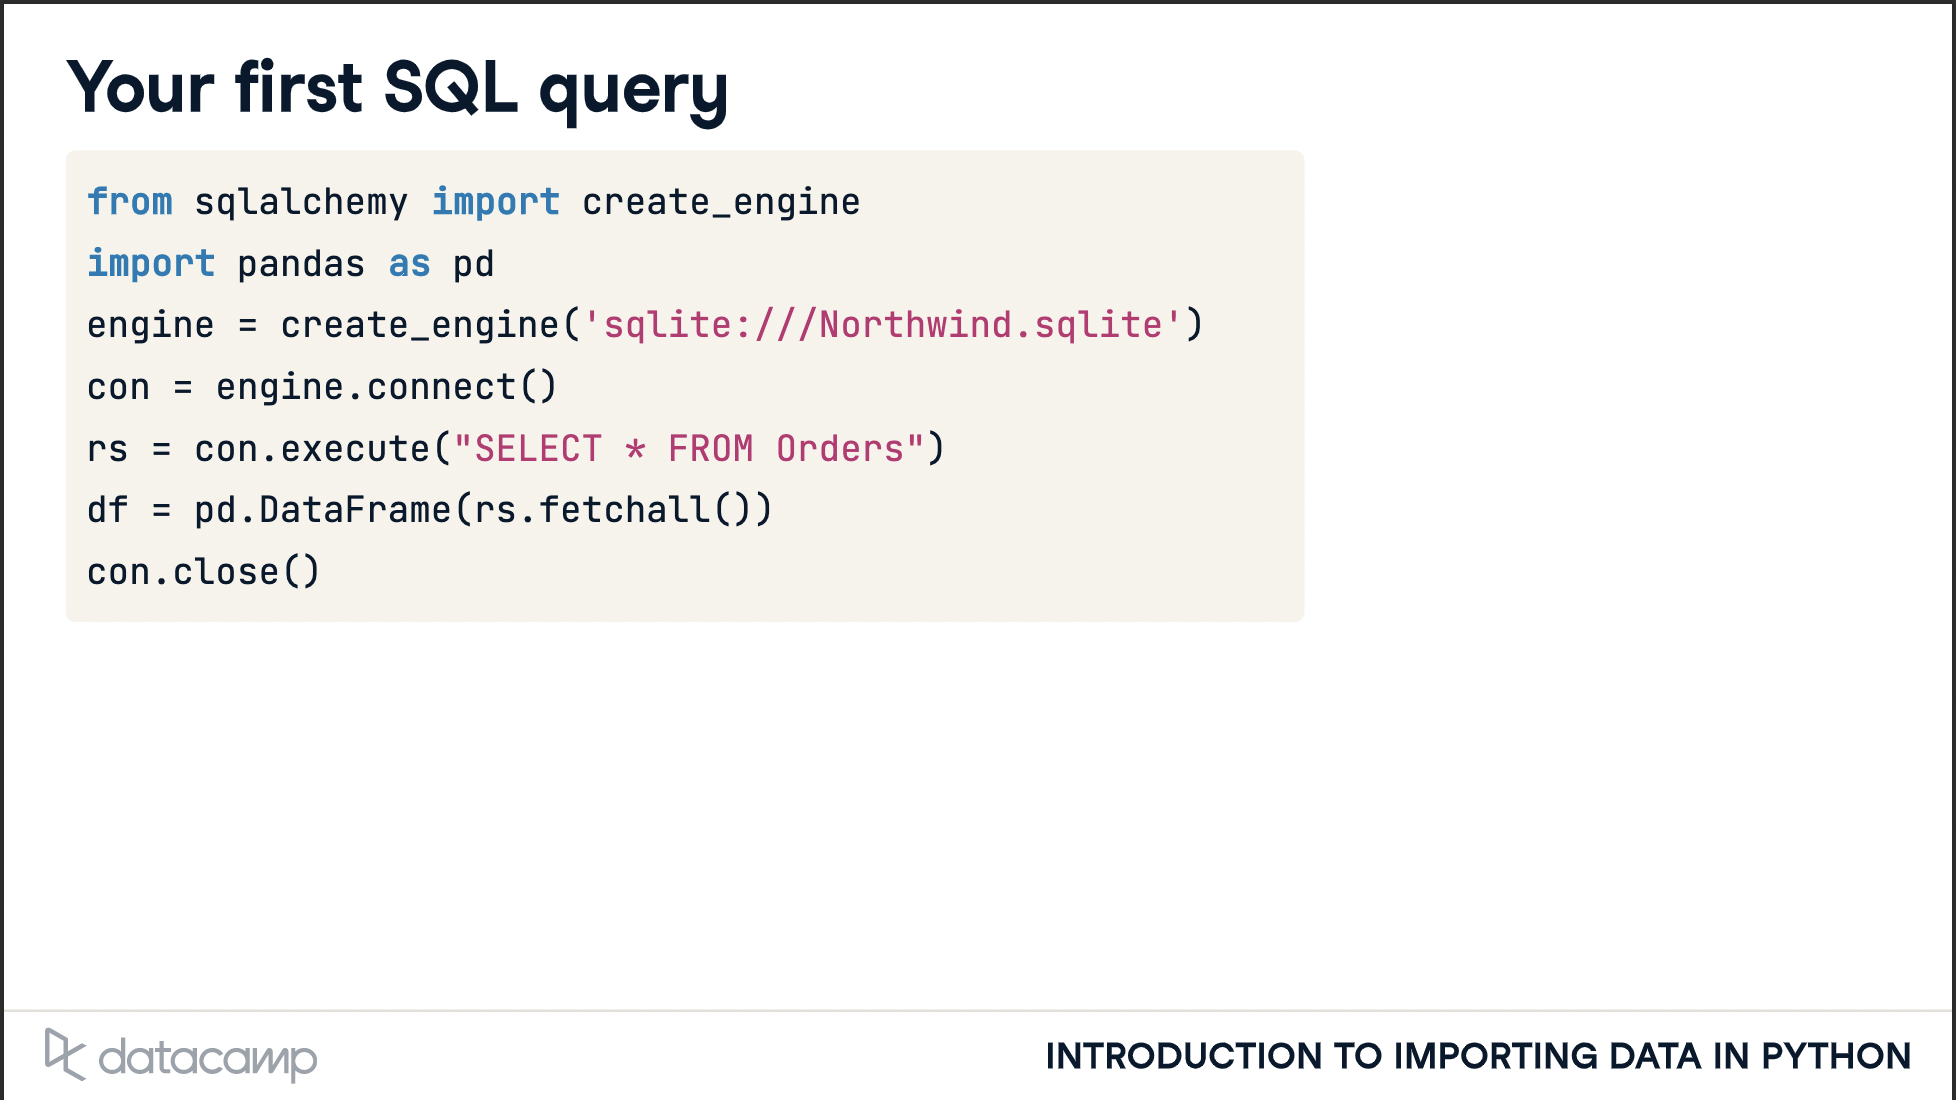 Your first SQL query
from sqlalchemy import create_engine
import pandas as pd
engine = create_engine('sqlite:///Northwind.sqlite')
con = engine.connect()
rs = con.execute("SELECT * FROM Orders")
df = pd.DataFrame(rs.fetchall())
con.close()
datacamp
INTRODUCTION TO IMPORTING DATA IN PYTHON